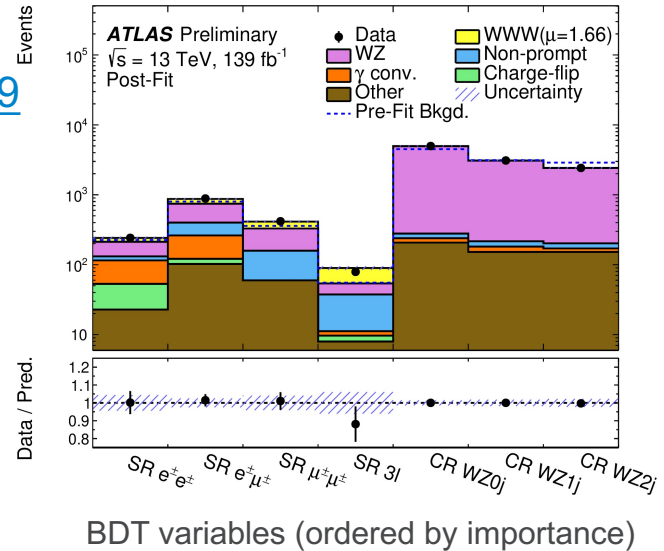 Events
9
ATLAS Preliminary
√s = 13 TeV, 139 fb⁻¹
Post-Fit
Data
WZ
γ conv.
Other
Pre-Fit Bkgd.
WWW(μ=1.66)
Non-prompt
Charge-flip
Uncertainty
10⁵
10⁴
10³
10²
10
Data / Pred.
1.2
1.1
1
0.9
0.8
SR e±e±
SR e±μ±
SR μ±μ±
SR 3l
CR WZ0j
CR WZ1j
CR WZ2j
BDT variables (ordered by importance)